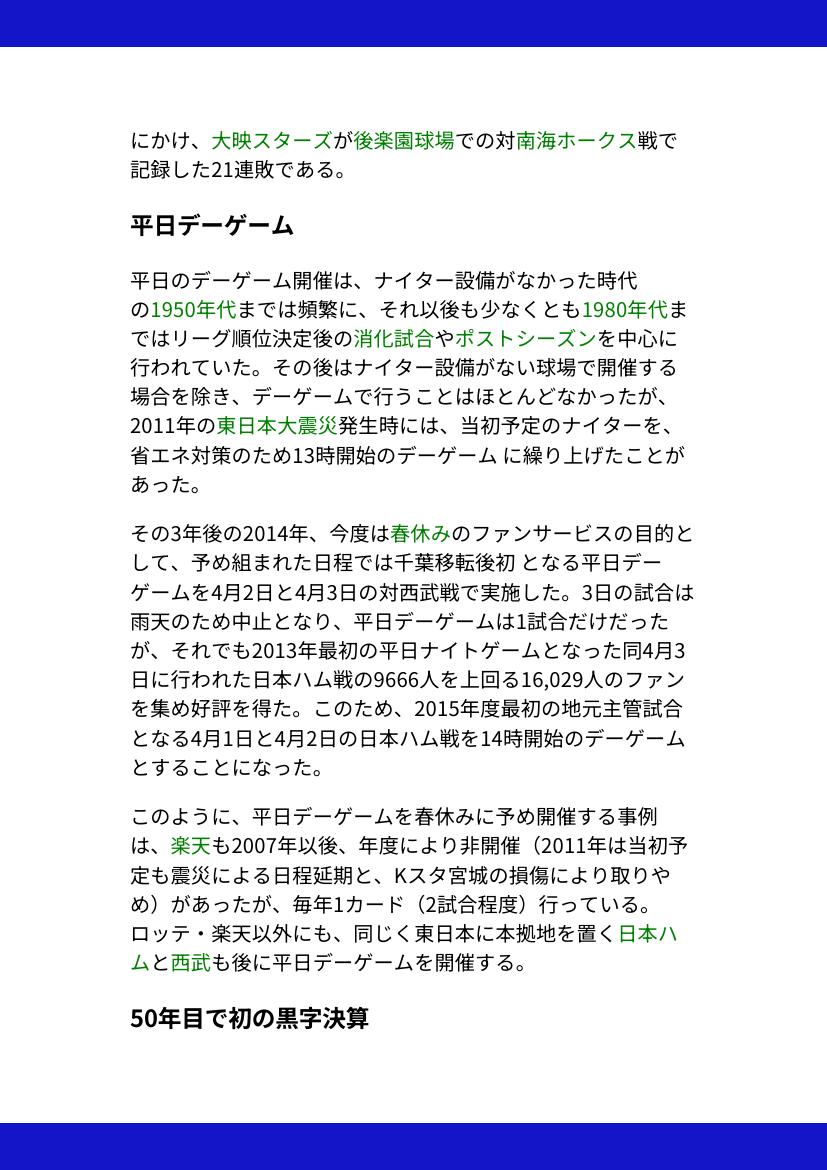 にかけ、大映スターズが後楽園球場での対南海ホークス戦で
記録した21連敗である。
平日デーゲーム
平日のデーゲーム開催は、ナイター設備がなかった時代
の1950年代までは頻繁に、それ以後も少なくとも1980年代ま
ではリーグ順位決定後の消化試合やポストシーズンを中心に
行われていた。その後はナイター設備がない球場で開催する
場合を除き、デーゲームで行うことはほとんどなかったが、
2011年の東日本大震災発生時には、当初予定のナイターを、
省エネ対策のため13時開始のデーゲーム に繰り上げたことが
あった。
その3年後の2014年、今度は春休みのファンサービスの目的と
して、予め組まれた日程では千葉移転後初 となる平日デー
ゲームを4月2日と4月3日の対西武戦で実施した。3日の試合は
雨天のため中止となり、平日デーゲームは1試合だけだった
が、それでも2013年最初の平日ナイトゲームとなった同4月3
日に行われた日本ハム戦の9666人を上回る16,029人のファン
を集め好評を得た。このため、2015年度最初の地元主管試合
となる4月1日と4月2日の日本ハム戦を14時開始のデーゲーム
とすることになった。
このように、平日デーゲームを春休みに予め開催する事例
は、楽天も2007年以後、年度により非開催（2011年は当初予
定も震災による日程延期と、Kスタ宮城の損傷により取りや
め）があったが、毎年1カード（2試合程度）行っている。
ロッテ・楽天以外にも、同じく東日本に本拠地を置く日本ハ
ムと西武も後に平日デーゲームを開催する。
50年目で初の黒字決算